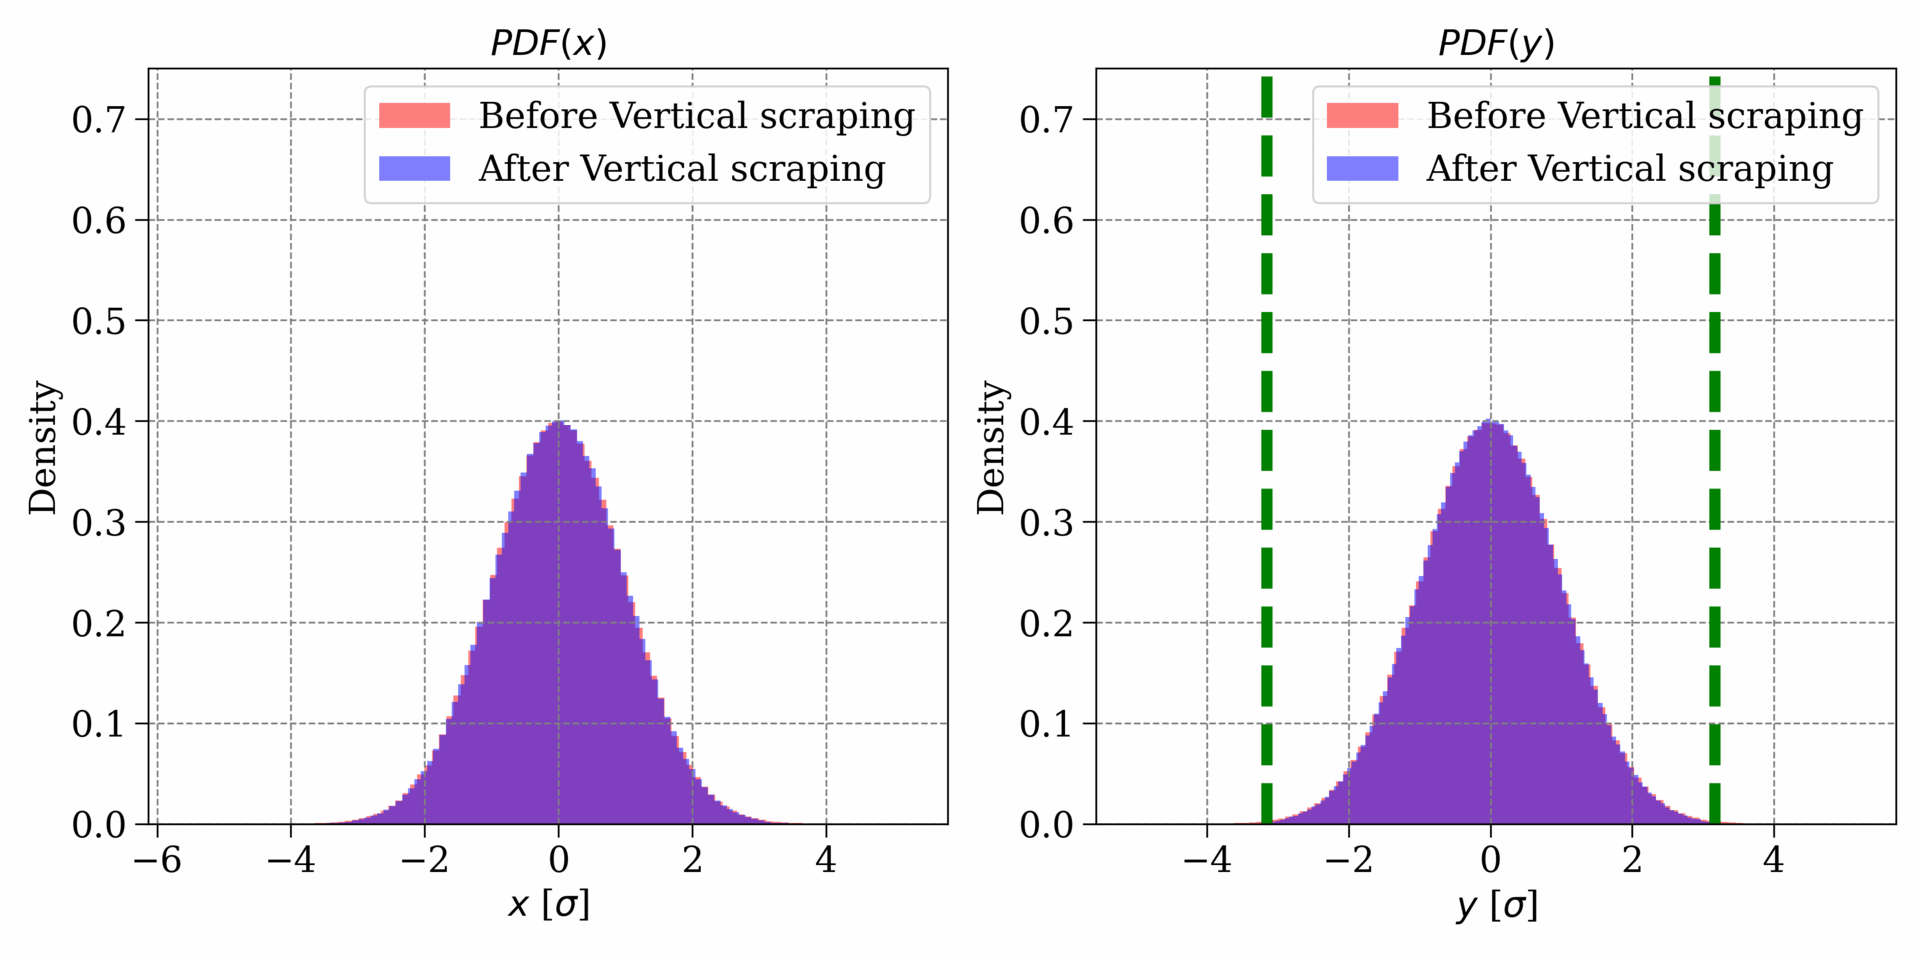 PDF(x)
Before Vertical scraping
After Vertical scraping
0.7
0.6
0.5
0.4
0.3
0.2
0.1
0.0
Density
−6 −4 −2 0 2 4
x [σ]
PDF(y)
Before Vertical scraping
After Vertical scraping
0.7
0.6
0.5
0.4
0.3
0.2
0.1
0.0
Density
−4 −2 0 2 4
y [σ]